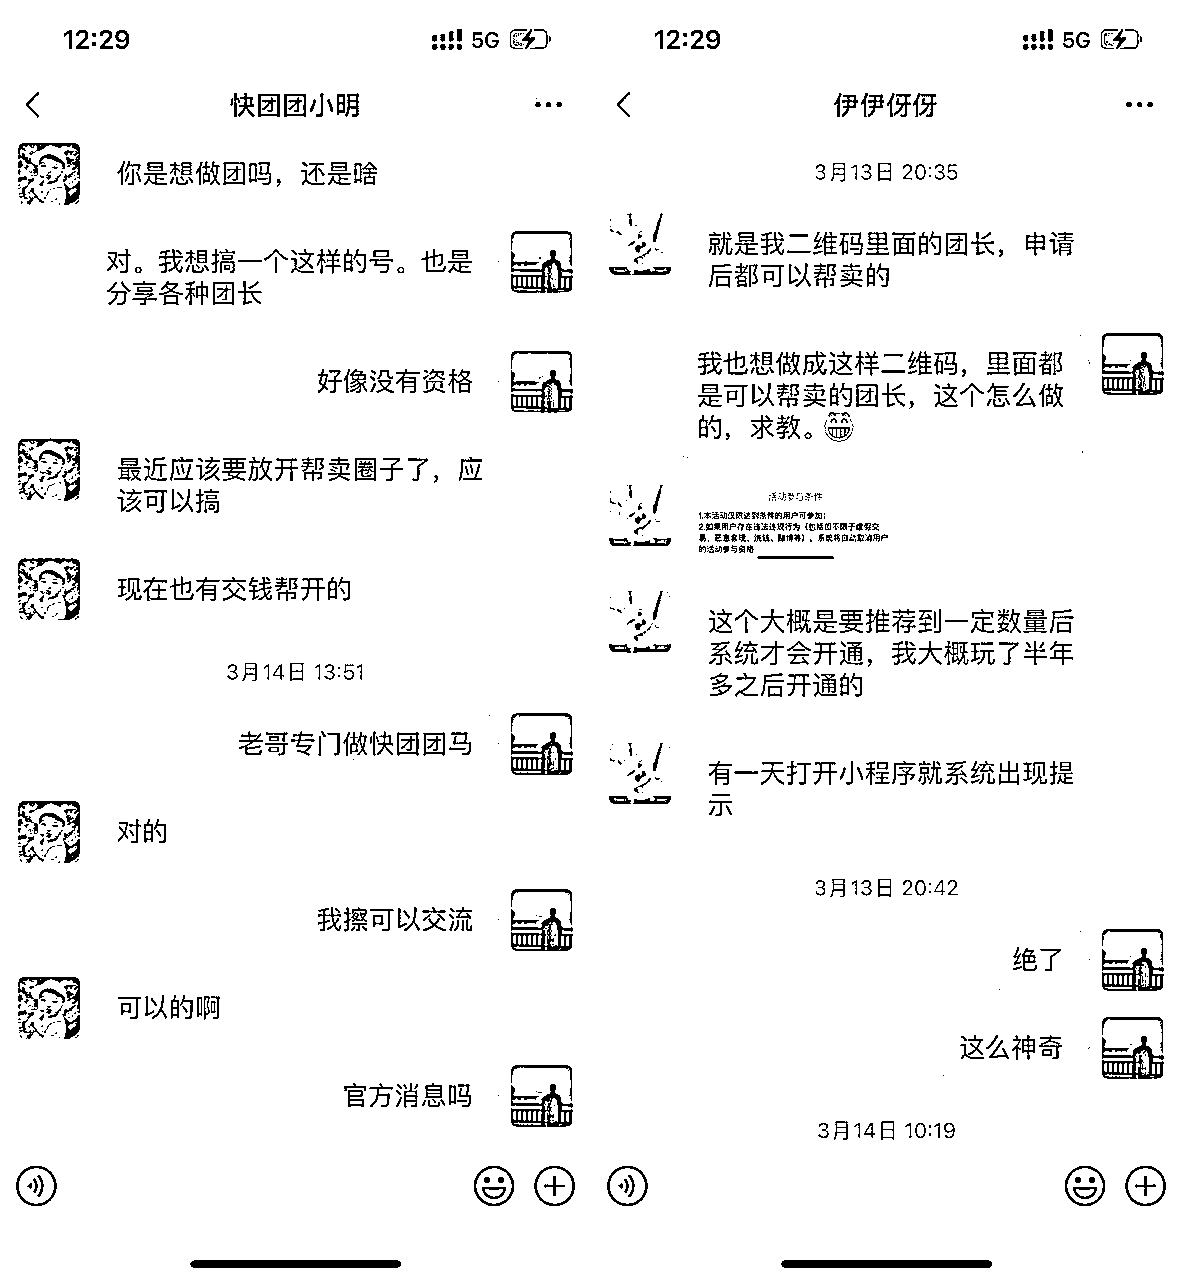 12:29
5G
快团团小明
你是想做团吗，还是啥
对。我想搞一个这样的号。也是
分享各种团长
好像没有资格
最近应该要放开帮卖圈子了，应
该可以搞
现在也有交钱帮开的
3月14日 13:51
老哥专门做快团团马
对的
我擦可以交流
可以的啊
官方消息吗
12:29
5G
伊伊伢伢
3月13日 20:35
就是我二维码里面的团长，申请
后都可以帮卖的
我也想做成这样二维码，里面都
是可以帮卖的团长，这个怎么做
的，求教。
活动参与条件
1.本活动仅限达到条件的用户可参加；
2.如果用户存在违法违规行为（包括但不限于虚假交
易、恶意套现、洗钱、赌博等），系统将自动取消用户
的活动参与资格
这个大概是要推荐到一定数量后
系统才会开通，我大概玩了半年
多之后开通的
有一天打开小程序就系统出现提
示
3月13日 20:42
绝了
这么神奇
3月14日 10:19